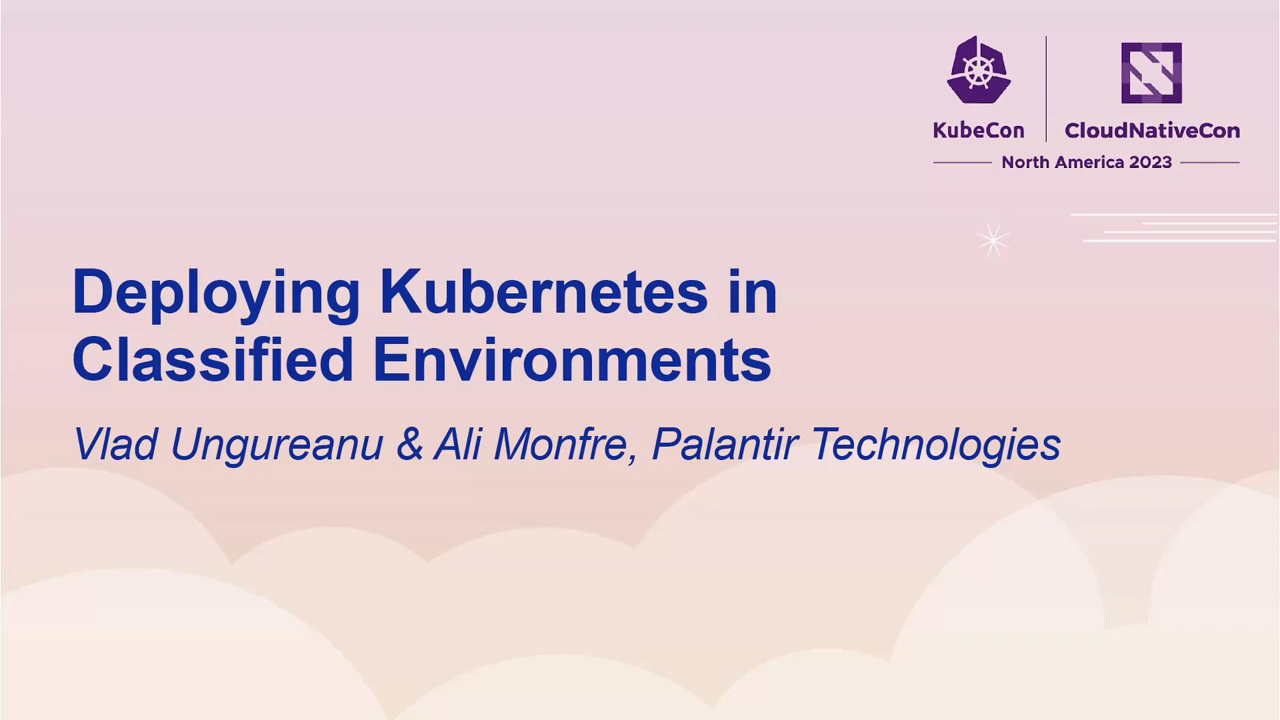 KubeCon
CloudNativeCon
North America 2023
Deploying Kubernetes in
Classified Environments
Vlad Ungureanu & Ali Monfre, Palantir Technologies